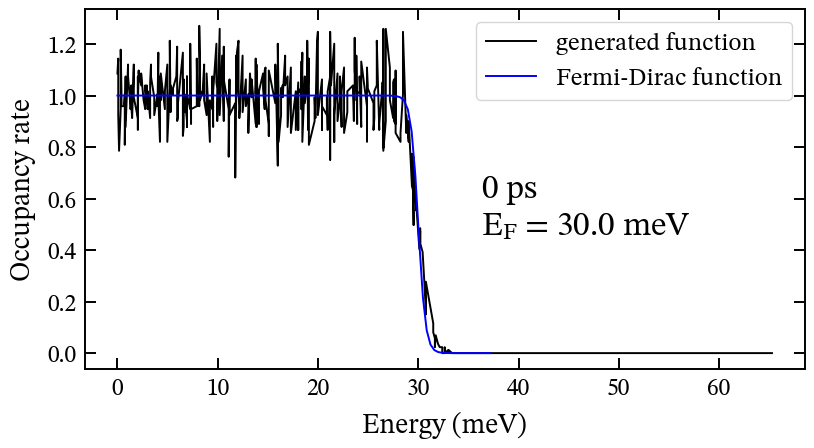 generated function
Fermi-Dirac function
Occupancy rate
1.2
1.0
0.8
0.6
0.4
0.2
0.0
0 ps
E_F = 30.0 meV
0 10 20 30 40 50 60
Energy (meV)